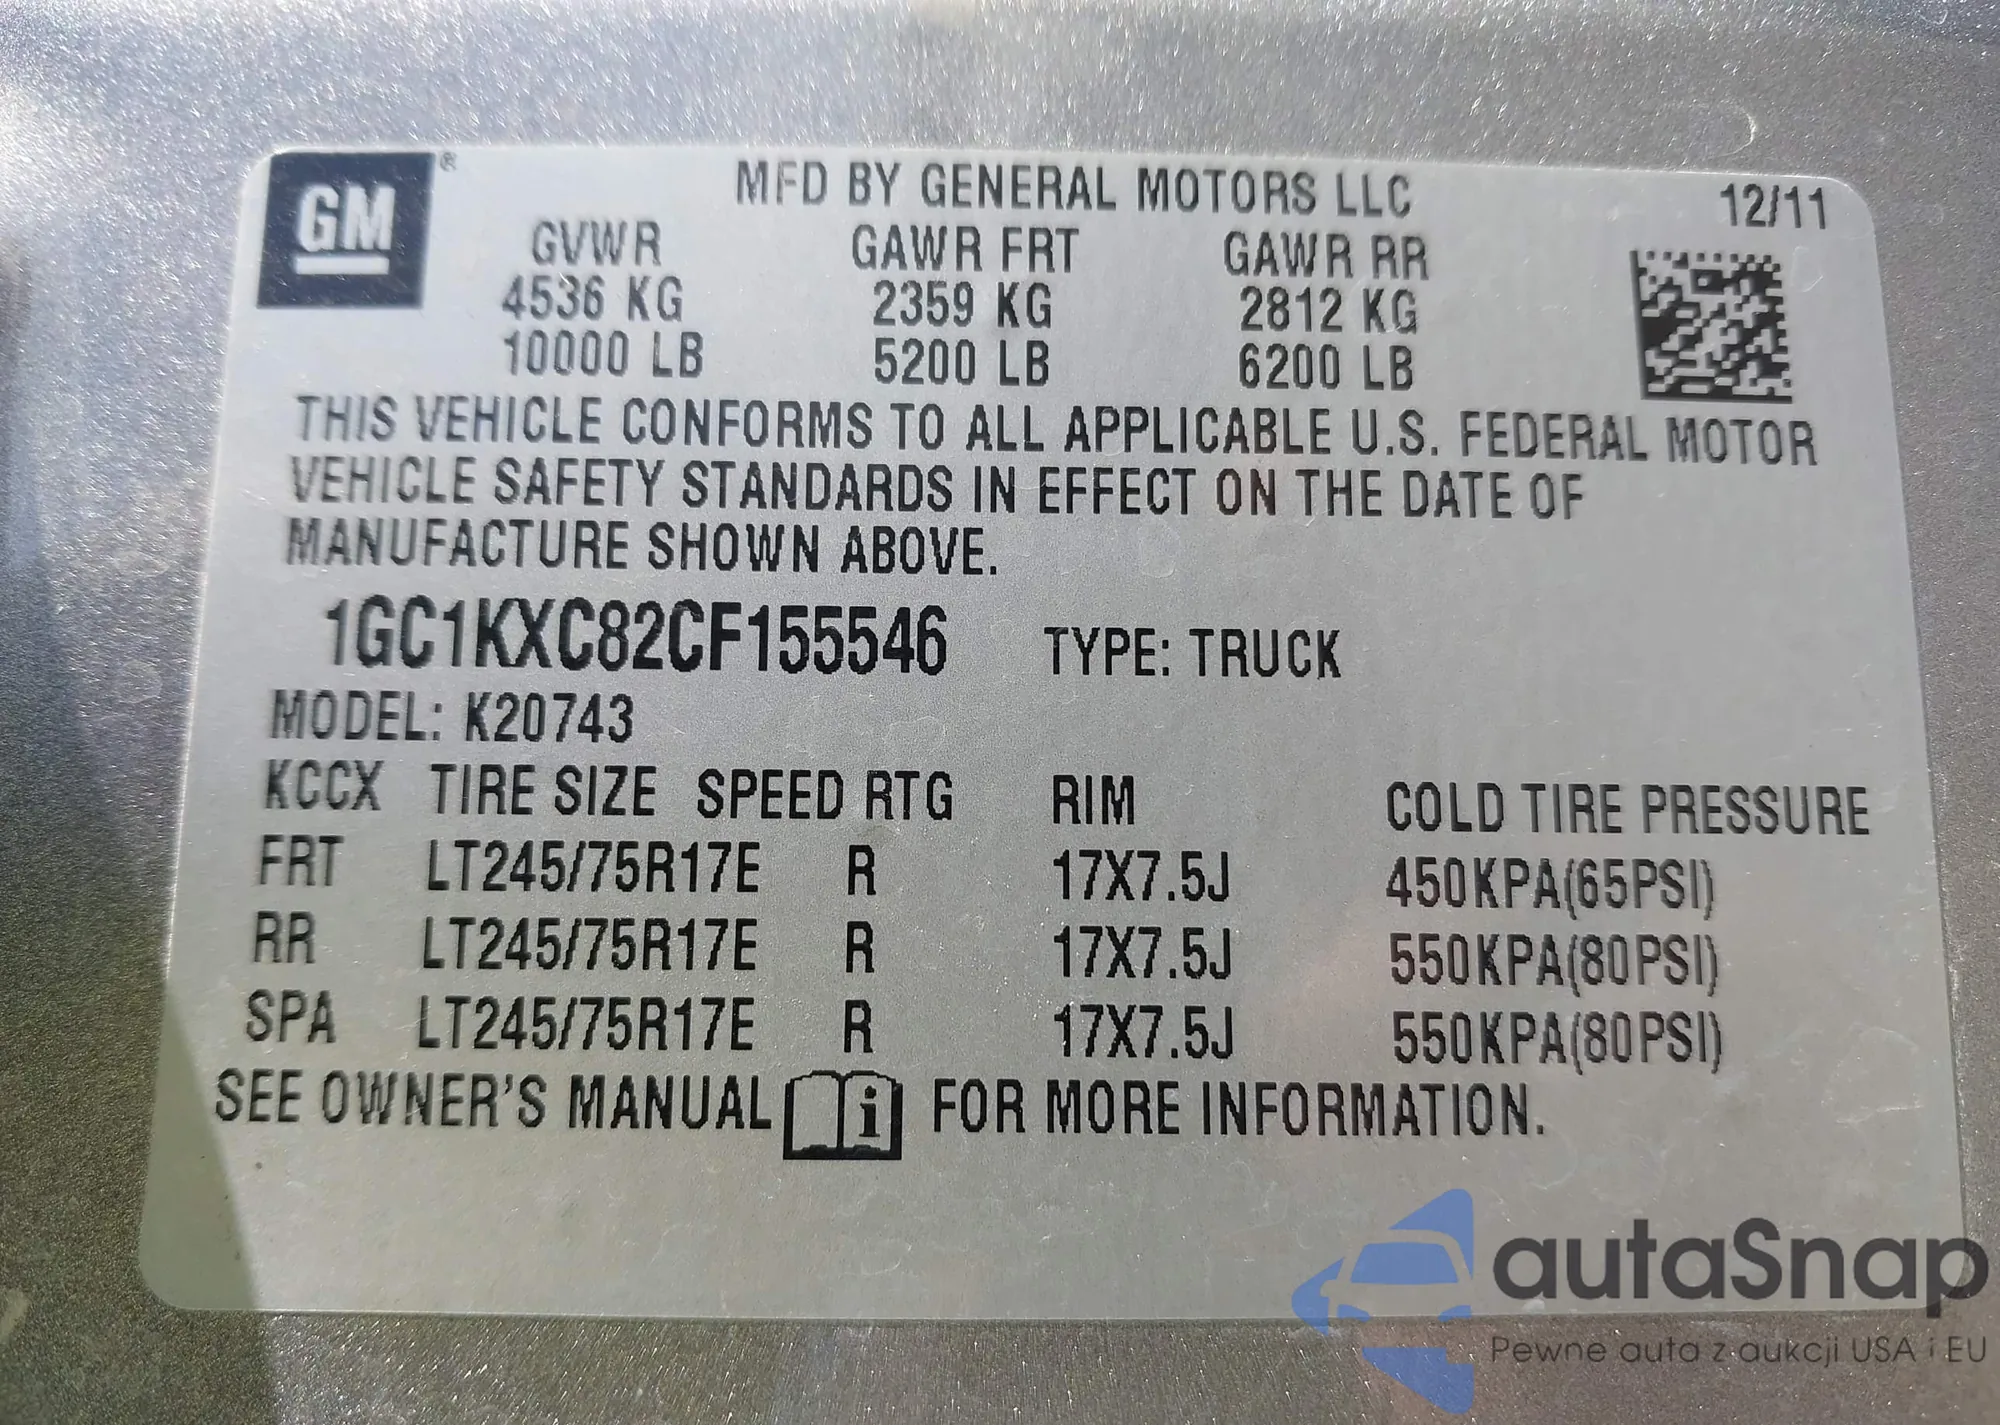 GM®
MFD BY GENERAL MOTORS LLC 12/11
GVWR GAWR FRT GAWR RR
4536 KG 2359 KG 2812 KG
10000 LB 5200 LB 6200 LB
THIS VEHICLE CONFORMS TO ALL APPLICABLE U.S. FEDERAL MOTOR
VEHICLE SAFETY STANDARDS IN EFFECT ON THE DATE OF
MANUFACTURE SHOWN ABOVE.
1GC1KXC82CF155546 TYPE: TRUCK
MODEL: K20743
KCCX TIRE SIZE SPEED RTG RIM COLD TIRE PRESSURE
FRT LT245/75R17E R 17X7.5J 450KPA(65PSI)
RR LT245/75R17E R 17X7.5J 550KPA(80PSI)
SPA LT245/75R17E R 17X7.5J 550KPA(80PSI)
SEE OWNER'S MANUAL i FOR MORE INFORMATION.
autaSnap
Pewne auta z aukcji USA i EU